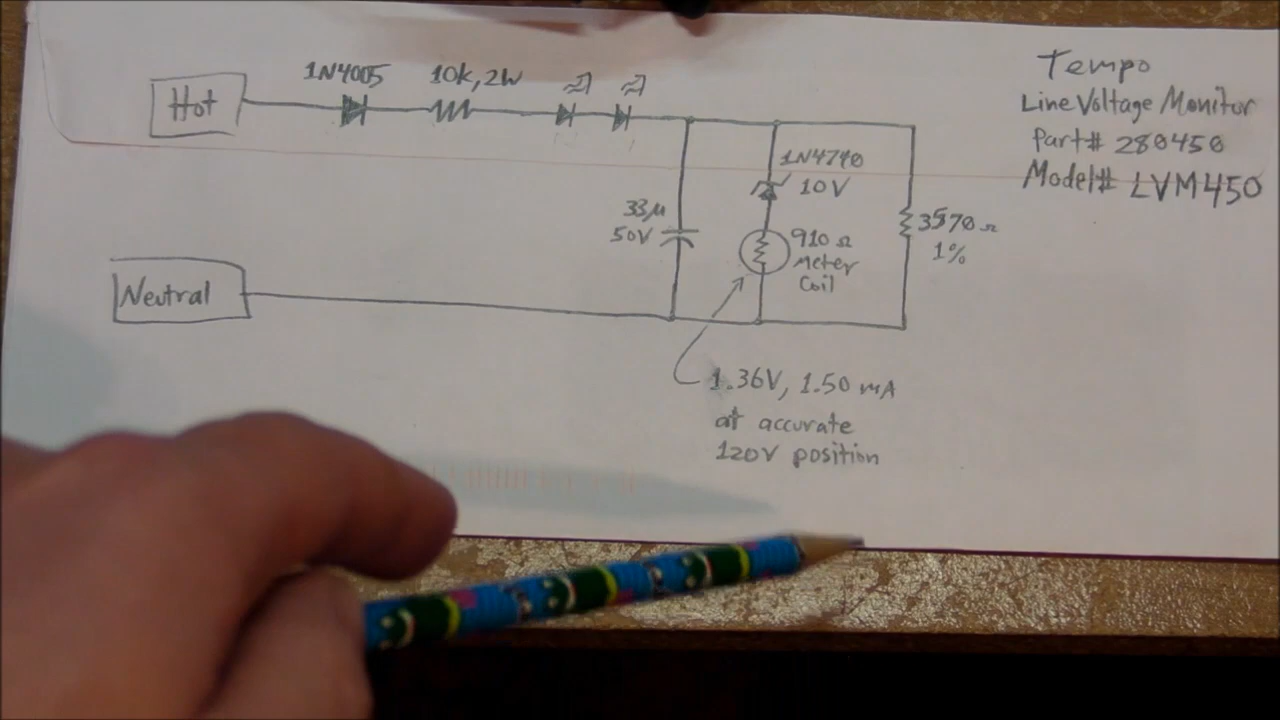 Tempo
Line Voltage Monitor
Part# 280450
Model# LVM450
1N4005
10k, 2W
Hot
1N4740
10V
33µ
50V
910 Ω
Meter
Coil
3570 Ω
1%
Neutral
1.36V, 1.50 mA
at accurate
120V position